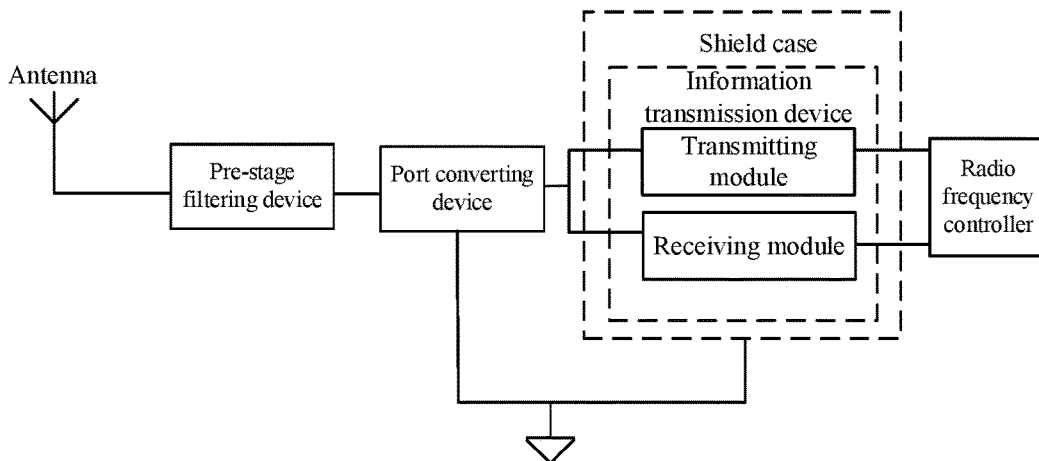 Shield case
Antenna
Information
transmission device
Transmitting
module
Pre-stage
filtering device
Port converting
device
Receiving module
Radio
frequency
controller